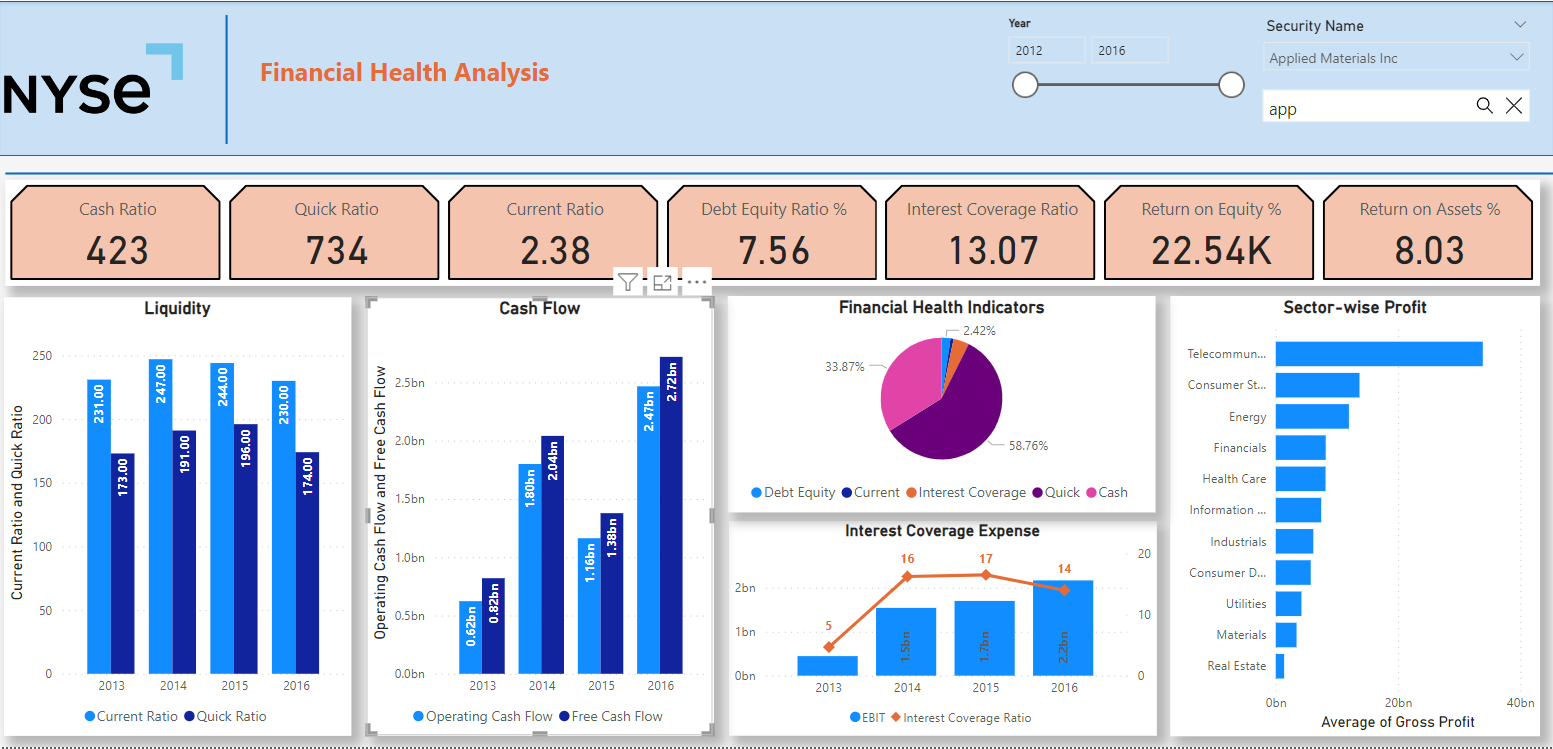 NYSE
Financial Health Analysis
Year
2012 2016
Security Name
Applied Materials Inc
app
Cash Ratio
423
Quick Ratio
734
Current Ratio
2.38
Debt Equity Ratio %
7.56
Interest Coverage Ratio
13.07
Return on Equity %
22.54K
Return on Assets %
8.03
Liquidity
Current Ratio and Quick Ratio
250
200
150
100
50
0
231.00
173.00
247.00
191.00
244.00
196.00
230.00
174.00
2013 2014 2015 2016
Current Ratio Quick Ratio
Cash Flow
Operating Cash Flow and Free Cash Flow
2.5bn
2.0bn
1.5bn
1.0bn
0.5bn
0.0bn
0.62bn
0.82bn
1.80bn
2.04bn
1.16bn
1.38bn
2.47bn
2.72bn
2013 2014 2015 2016
Operating Cash Flow Free Cash Flow
Financial Health Indicators
2.42%
33.87%
58.76%
Debt Equity Current Interest Coverage Quick Cash
Interest Coverage Expense
2bn
1bn
0bn
20
10
0
5
16
17
14
1.5bn
1.7bn
2.2bn
2013 2014 2015 2016
EBIT Interest Coverage Ratio
Sector-wise Profit
Telecommun...
Consumer St...
Energy
Financials
Health Care
Information ...
Industrials
Consumer D...
Utilities
Materials
Real Estate
0bn 20bn 40bn
Average of Gross Profit